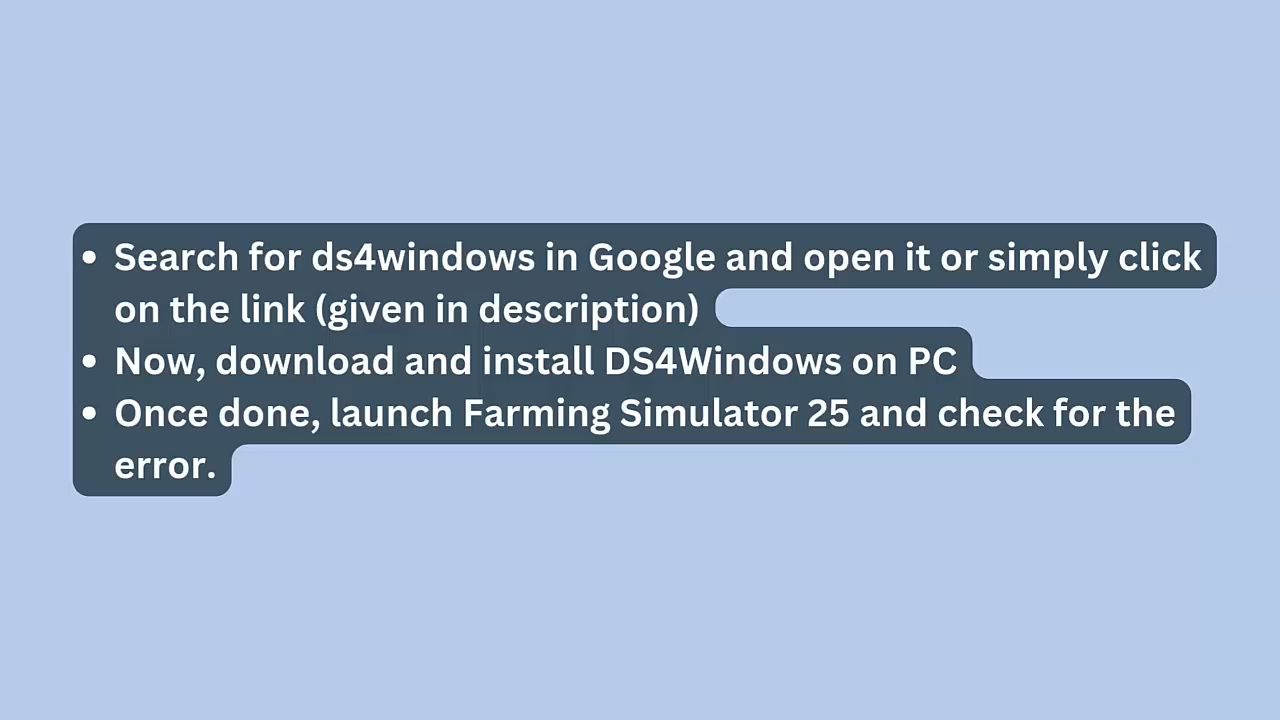 • Search for ds4windows in Google and open it or simply click
on the link (given in description)
• Now, download and install DS4Windows on PC
• Once done, launch Farming Simulator 25 and check for the
error.